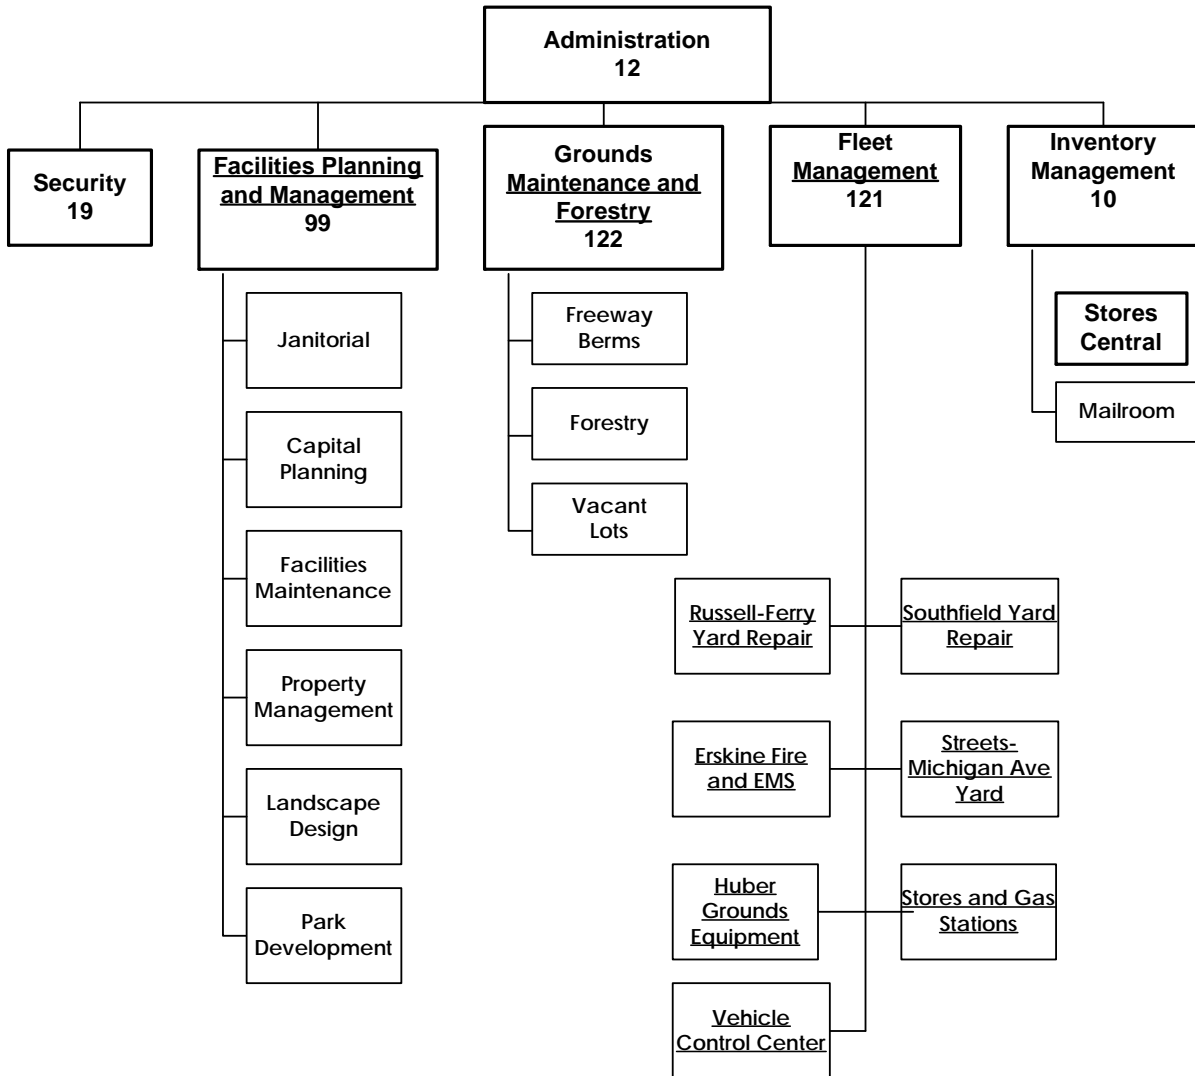 Administration
12
Security
19
Facilities Planning
and Management
99
Grounds
Maintenance and
Forestry
122
Fleet
Management
121
Inventory
Management
10
Janitorial
Capital
Planning
Facilities
Maintenance
Property
Management
Landscape
Design
Park
Development
Freeway
Berms
Forestry
Vacant
Lots
Russell-Ferry
Yard Repair
Southfield Yard
Repair
Erskine Fire
and EMS
Streets-
Michigan Ave
Yard
Huber
Grounds
Equipment
Stores and Gas
Stations
Vehicle
Control Center
Stores
Central
Mailroom